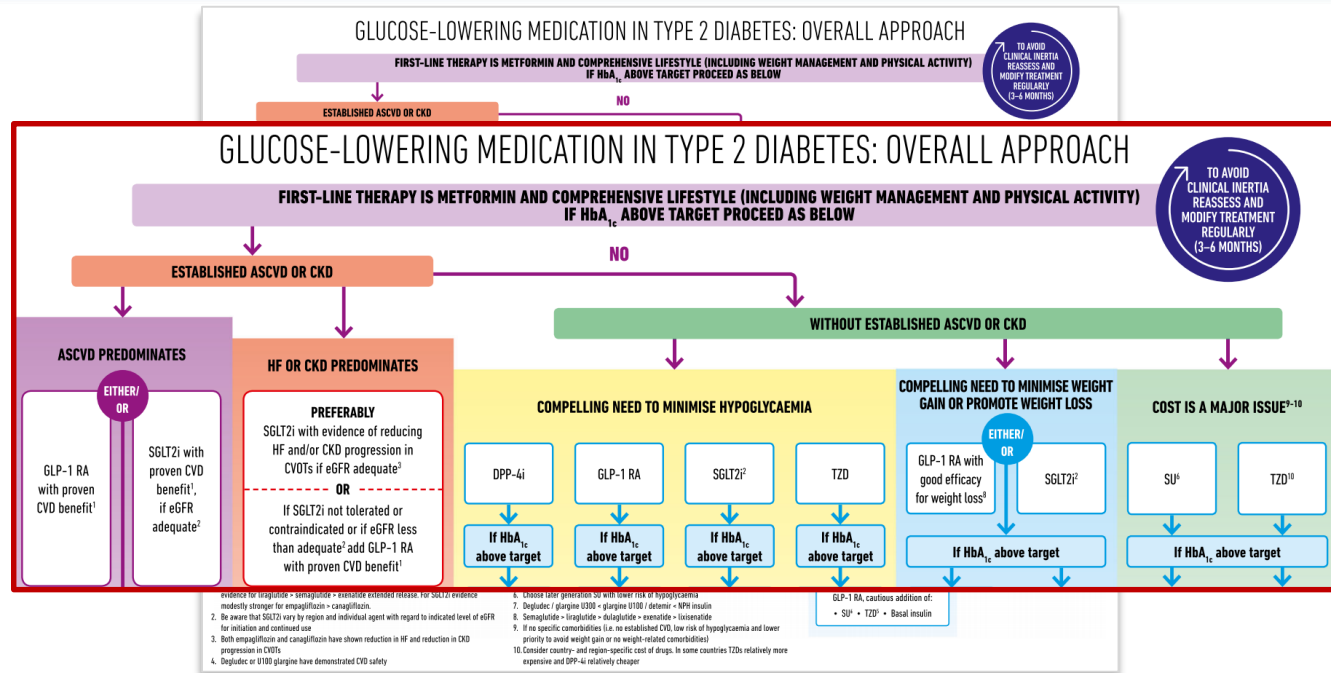 GLUCOSE-LOWERING MEDICATION IN TYPE 2 DIABETES: OVERALL APPROACH
FIRST-LINE THERAPY IS METFORMIN AND COMPREHENSIVE LIFESTYLE (INCLUDING WEIGHT MANAGEMENT AND PHYSICAL ACTIVITY)
IF HbA1c ABOVE TARGET PROCEED AS BELOW
TO AVOID
CLINICAL INERTIA
REASSESS AND
MODIFY TREATMENT
REGULARLY
(3–6 MONTHS)
NO
ESTABLISHED ASCVD OR CKD
GLUCOSE-LOWERING MEDICATION IN TYPE 2 DIABETES: OVERALL APPROACH
FIRST-LINE THERAPY IS METFORMIN AND COMPREHENSIVE LIFESTYLE (INCLUDING WEIGHT MANAGEMENT AND PHYSICAL ACTIVITY)
IF HbA1c ABOVE TARGET PROCEED AS BELOW
TO AVOID
CLINICAL INERTIA
REASSESS AND
MODIFY TREATMENT
REGULARLY
(3–6 MONTHS)
NO
ESTABLISHED ASCVD OR CKD
WITHOUT ESTABLISHED ASCVD OR CKD
ASCVD PREDOMINATES
EITHER/
OR
GLP-1 RA
with proven
CVD benefit1
SGLT2i with
proven CVD
benefit1,
if eGFR
adequate2
HF OR CKD PREDOMINATES
PREFERABLY
SGLT2i with evidence of reducing
HF and/or CKD progression in
CVOTs if eGFR adequate3
OR
If SGLT2i not tolerated or
contraindicated or if eGFR less
than adequate2 add GLP-1 RA
with proven CVD benefit1
COMPELLING NEED TO MINIMISE HYPOGLYCAEMIA
DPP-4i
GLP-1 RA
SGLT2i2
TZD
If HbA1c
above target
If HbA1c
above target
If HbA1c
above target
If HbA1c
above target
COMPELLING NEED TO MINIMISE WEIGHT
GAIN OR PROMOTE WEIGHT LOSS
EITHER/
OR
GLP-1 RA with
good efficacy
for weight loss8
SGLT2i2
If HbA1c above target
COST IS A MAJOR ISSUE9-10
SU6
TZD10
If HbA1c above target
evidence for liraglutide > semaglutide > exenatide extended release. For SGLT2i evidence
modestly stronger for empagliflozin > canagliflozin.
2. Be aware that SGLT2i vary by region and individual agent with regard to indicated level of eGFR
for initiation and continued use
3. Both empagliflozin and canagliflozin have shown reduction in HF and reduction in CKD
progression in CVOTs
4. Degludec or U100 glargine have demonstrated CVD safety
6. Choose later generation SU with lower risk of hypoglycaemia
7. Degludec / glargine U300 < glargine U100 / detemir < NPH insulin
8. Semaglutide > liraglutide > dulaglutide > exenatide > lixisenatide
9. If no specific comorbidities (i.e. no established CVD, low risk of hypoglycaemia and lower
priority to avoid weight gain or no weight-related comorbidities)
10. Consider country- and region-specific cost of drugs. In some countries TZDs relatively more
expensive and DPP-4i relatively cheaper
GLP-1 RA, cautious addition of:
• SU6 • TZD5 • Basal insulin